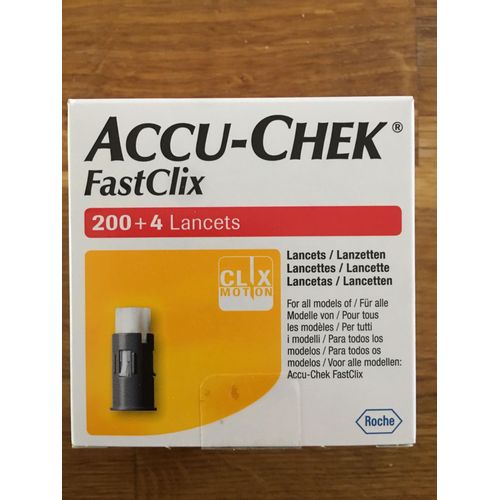 ACCU-CHEK®
FastClix
200+4 Lancets
CLIX
MOTION
Lancets / Lanzetten
Lancettes / Lancette
Lancetas / Lancetten
For all models of / Für alle
Modelle von / Pour tous
les modèles / Per tutti
i modelli / Para todos los
modelos / Para todos os
modelos / Voor alle modellen:
Accu-Chek FastClix
Roche